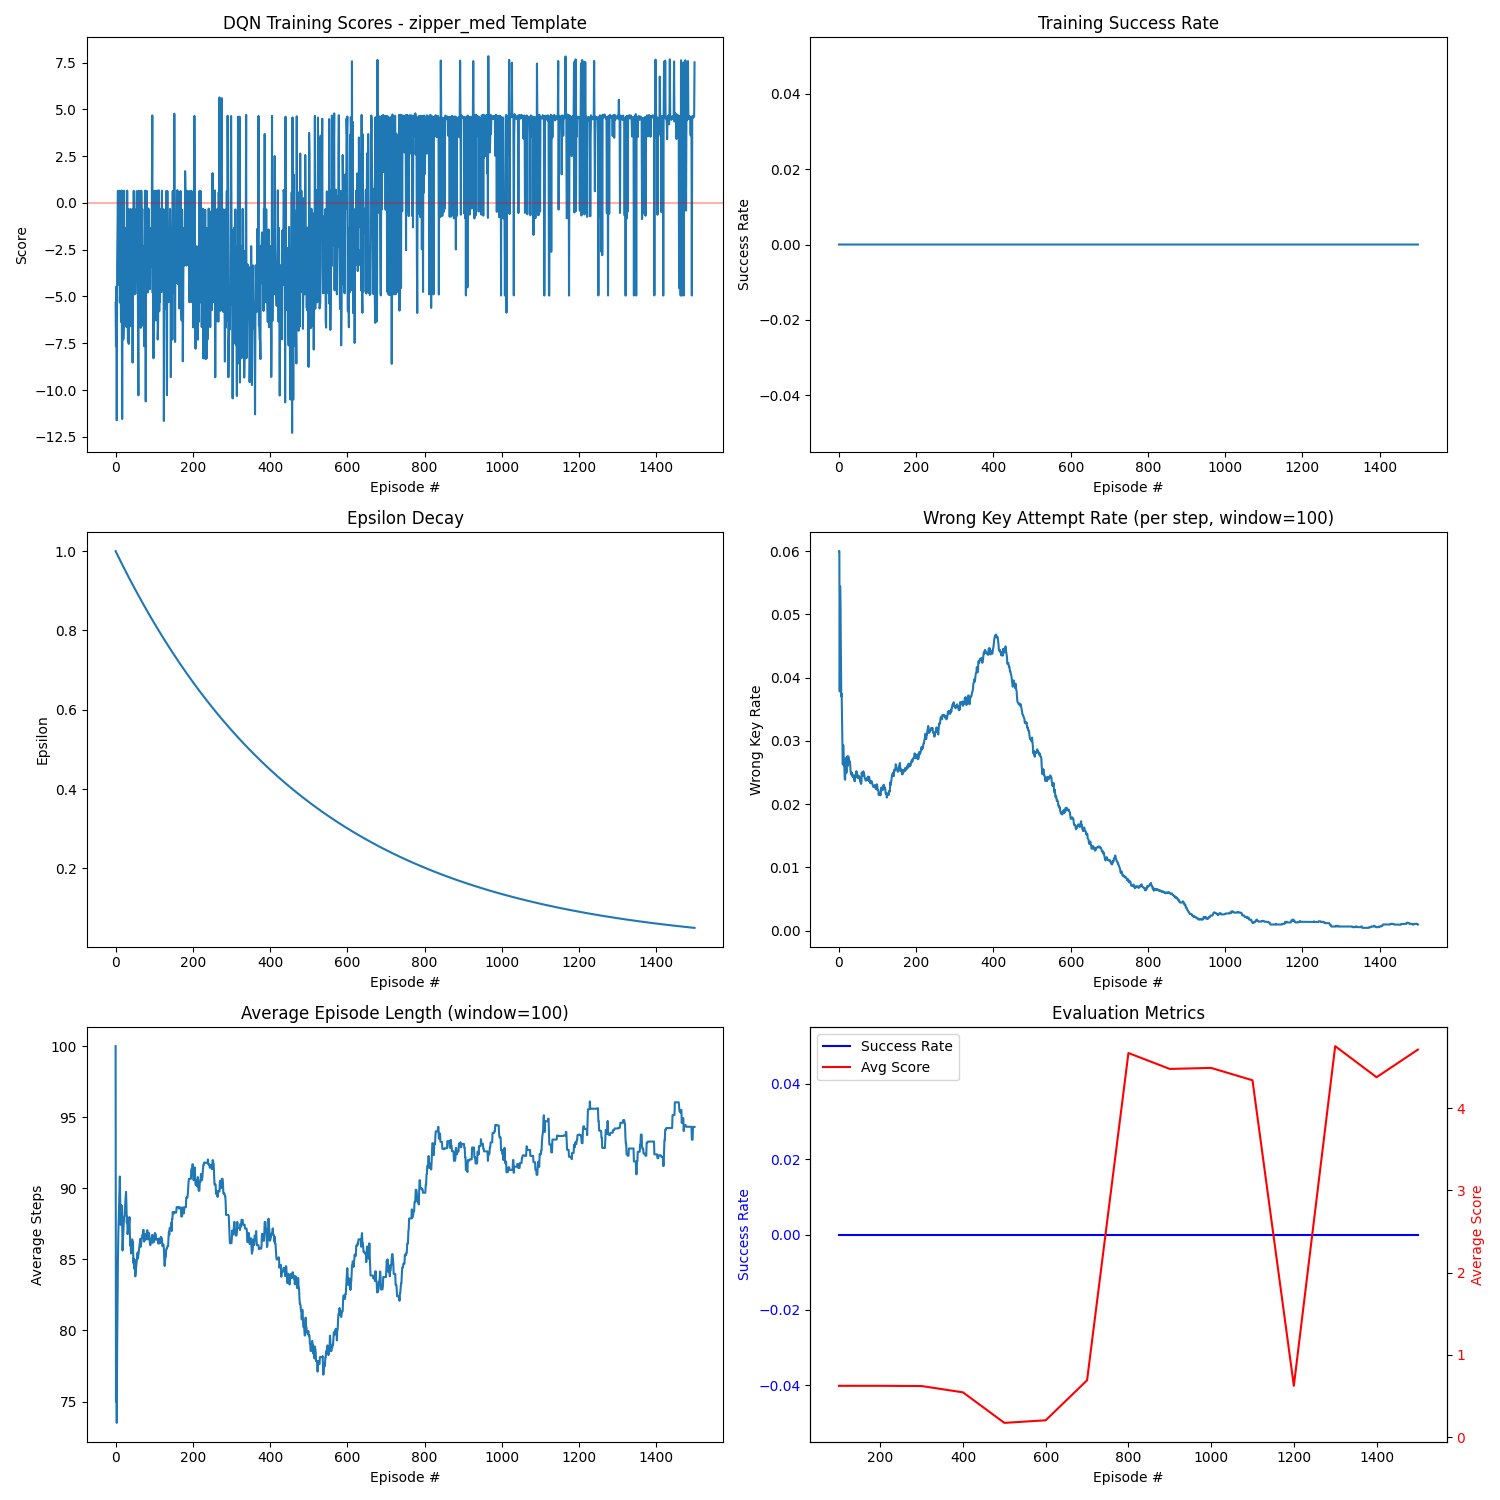 DQN Training Scores - zipper_med Template
7.5
5.0
2.5
0.0
−2.5
−5.0
−7.5
−10.0
−12.5
Score
0 200 400 600 800 1000 1200 1400
Episode #
Training Success Rate
0.04
0.02
0.00
−0.02
−0.04
Success Rate
0 200 400 600 800 1000 1200 1400
Episode #
Epsilon Decay
1.0
0.8
0.6
0.4
0.2
Epsilon
0 200 400 600 800 1000 1200 1400
Episode #
Wrong Key Attempt Rate (per step, window=100)
0.06
0.05
0.04
0.03
0.02
0.01
0.00
Wrong Key Rate
0 200 400 600 800 1000 1200 1400
Episode #
Average Episode Length (window=100)
100
95
90
85
80
75
Average Steps
0 200 400 600 800 1000 1200 1400
Episode #
Evaluation Metrics
Success Rate
Avg Score
0.04
0.02
0.00
−0.02
−0.04
Success Rate
4
3
2
1
0
Average Score
200 400 600 800 1000 1200 1400
Episode #